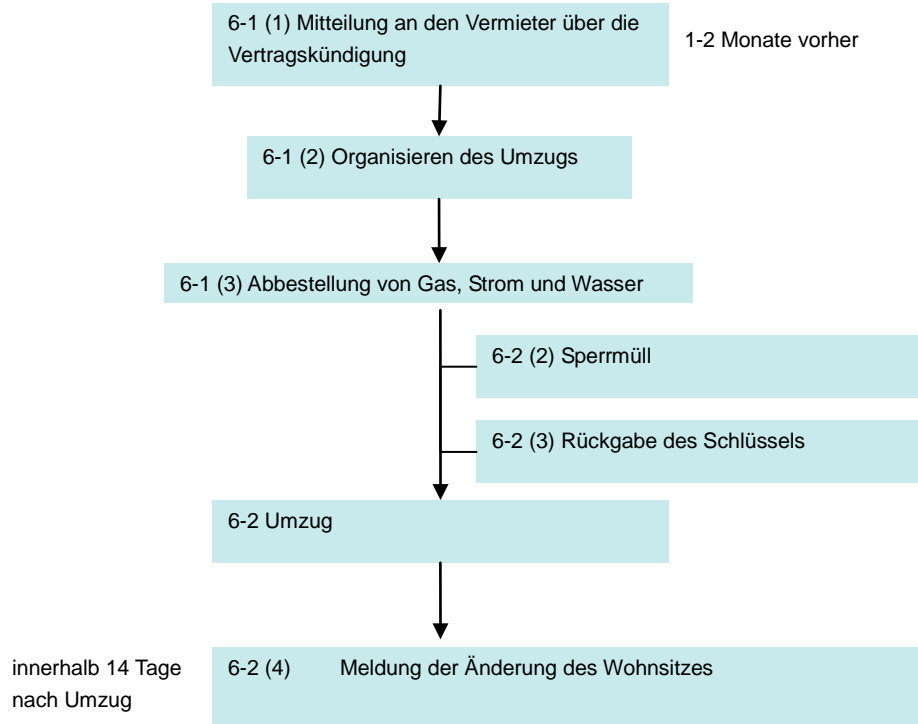 6-1 (1) Mitteilung an den Vermieter über die
Vertragskündigung
1-2 Monate vorher
6-1 (2) Organisieren des Umzugs
6-1 (3) Abbestellung von Gas, Strom und Wasser
6-2 (2) Sperrmüll
6-2 (3) Rückgabe des Schlüssels
6-2 Umzug
innerhalb 14 Tage
nach Umzug
6-2 (4) Meldung der Änderung des Wohnsitzes